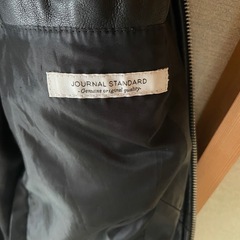 JOURNAL STANDARD
-Genuine original quality-